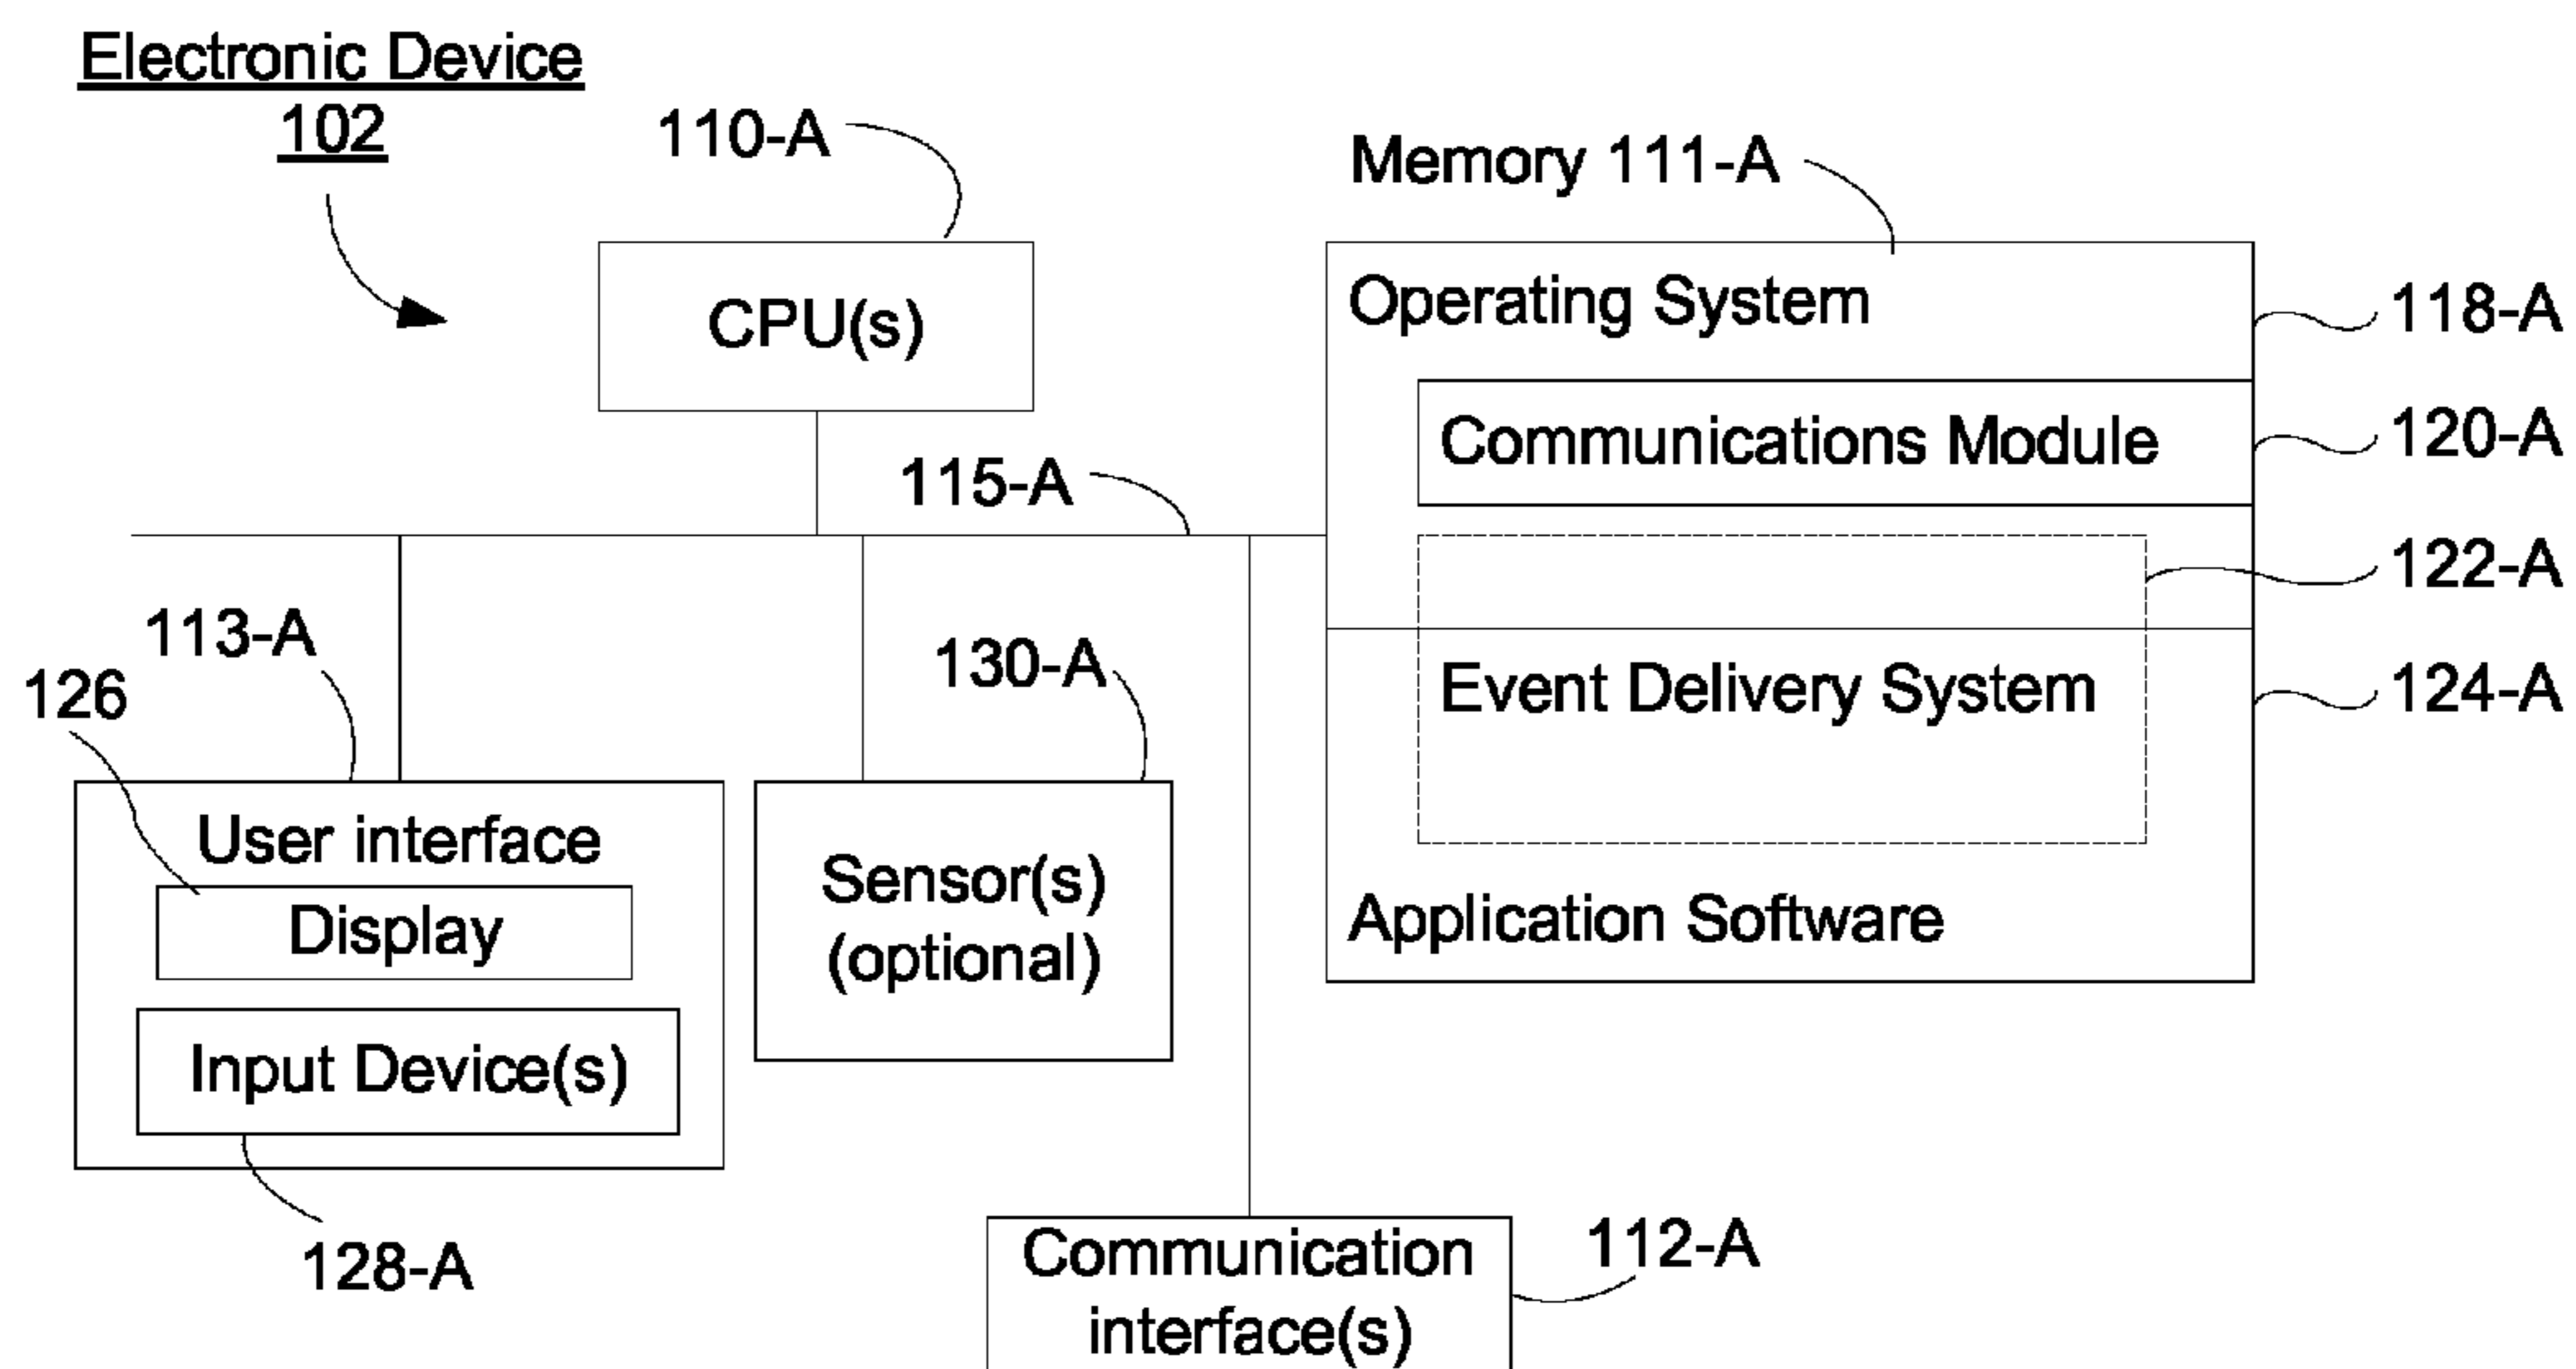 Electronic Device
102
110-A
Memory 111-A
CPU(s)
Operating System
118-A
Communications Module
120-A
115-A
122-A
113-A
130-A
Event Delivery System
124-A
126
User interface
Display
Sensor(s)
(optional)
Application Software
Input Device(s)
128-A
Communication
interface(s)
112-A